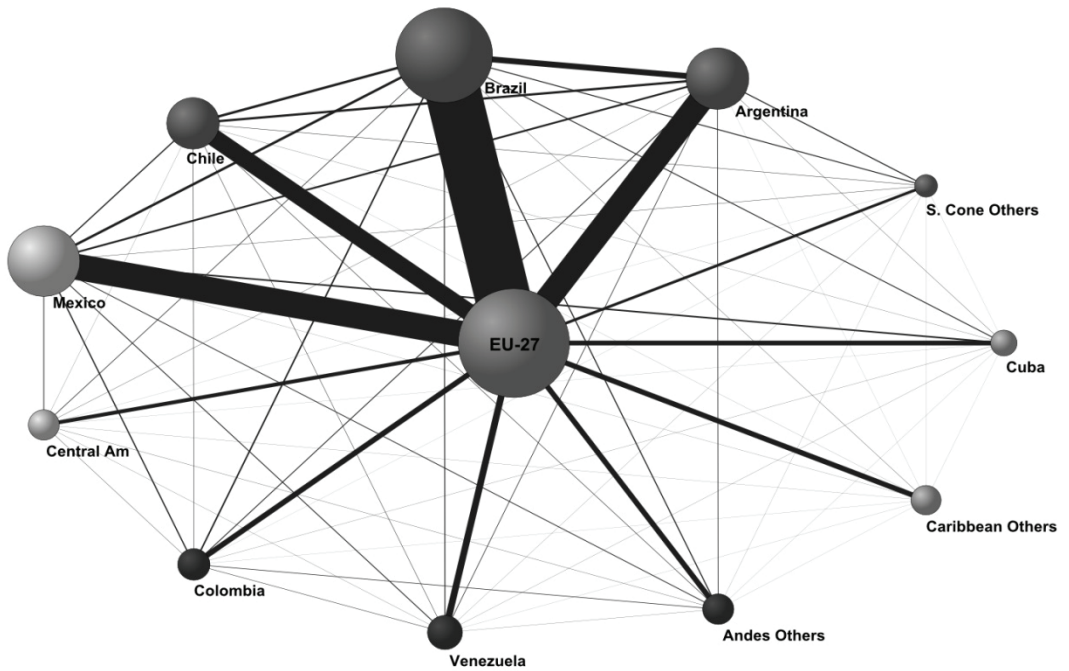 Brazil
Argentina
Chile
S. Cone Others
Mexico
EU-27
Cuba
Central Am
Caribbean Others
Colombia
Andes Others
Venezuela